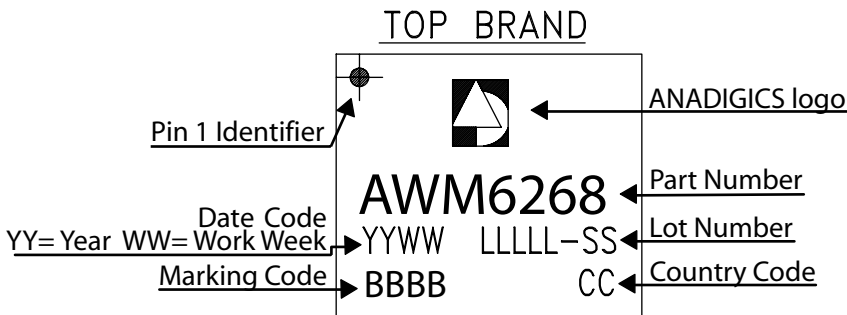 TOP BRAND
ANADIGICS logo
Pin 1 Identifier
AWM6268
Part Number
Date Code
YY= Year WW= Work Week
YYWW LLLLL-SS
Lot Number
Marking Code
BBBB
CC
Country Code